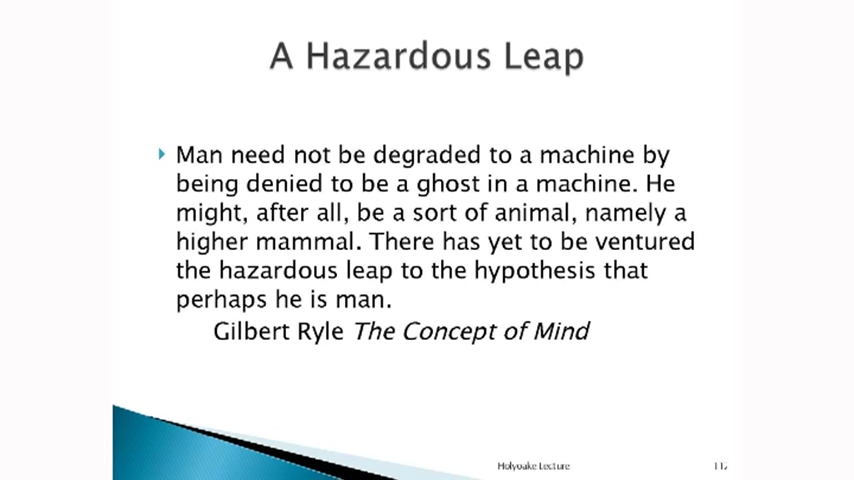 A Hazardous Leap
Man need not be degraded to a machine by
being denied to be a ghost in a machine. He
might, after all, be a sort of animal, namely a
higher mammal. There has yet to be ventured
the hazardous leap to the hypothesis that
perhaps he is man.
Gilbert Ryle The Concept of Mind
Holyoake Lecture